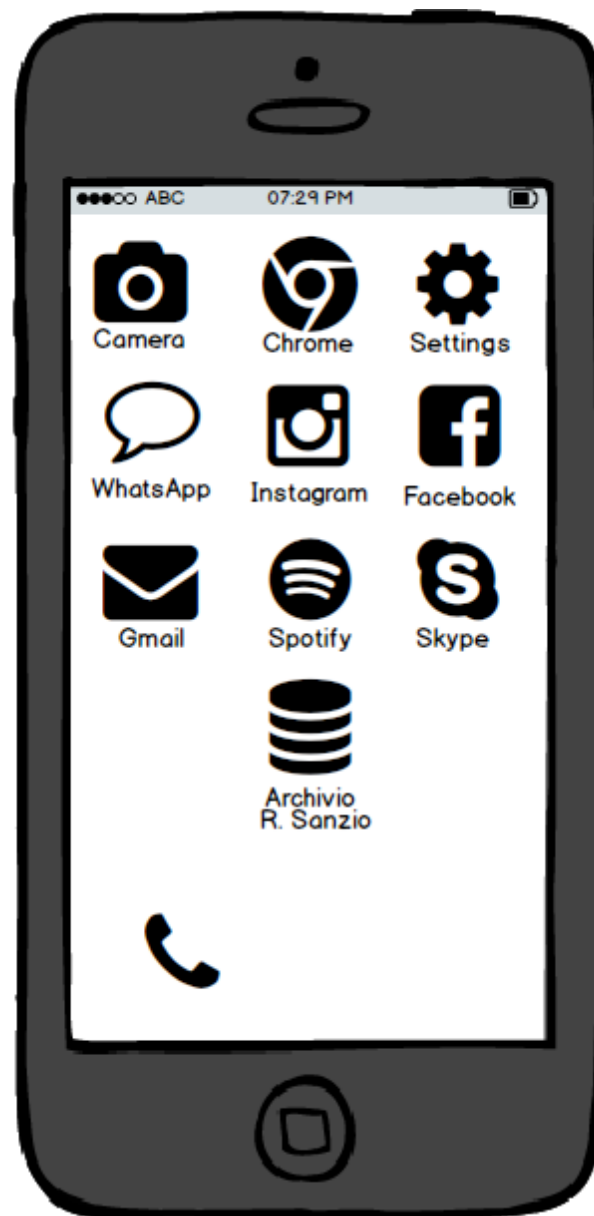 ABC 07:29 PM
Camera Chrome Settings
WhatsApp Instagram Facebook
Gmail Spotify Skype
Archivio
R. Sanzio